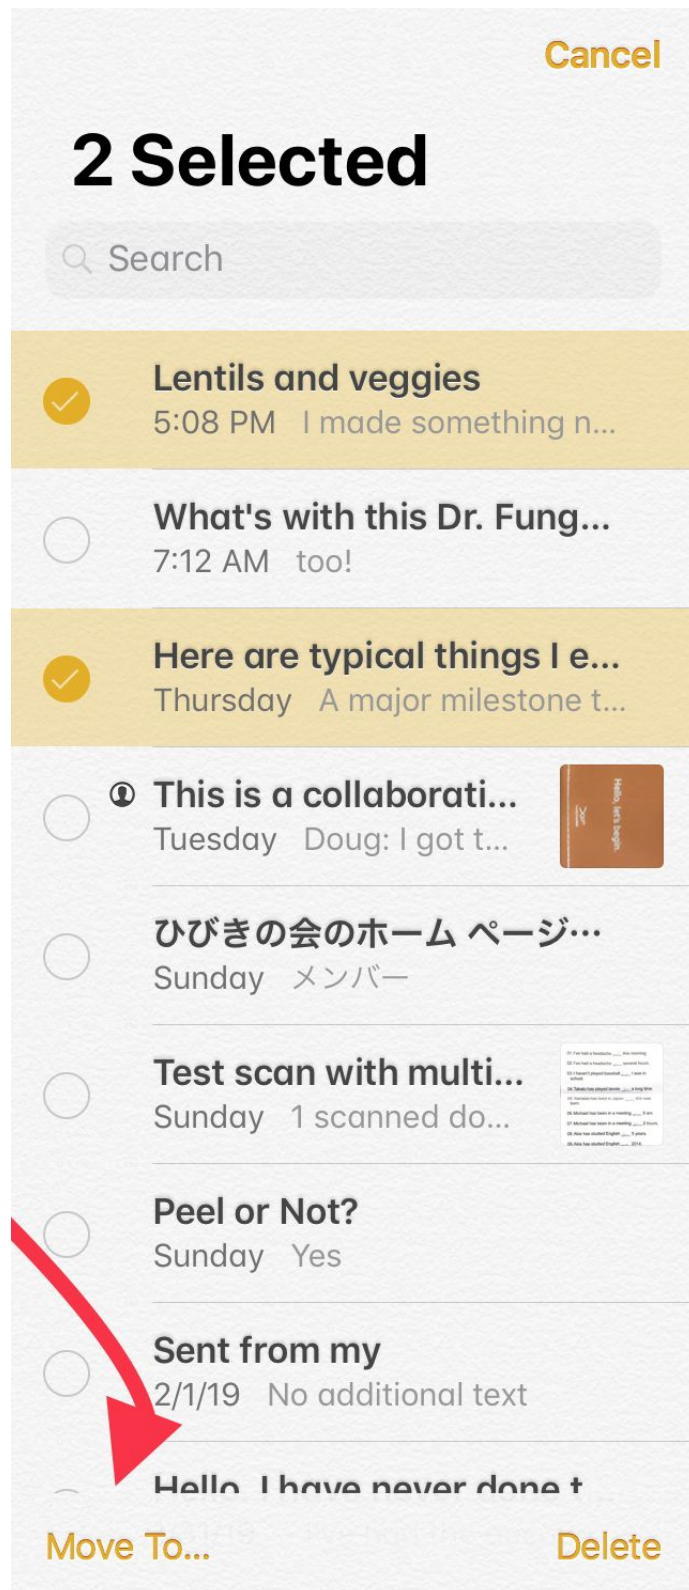 Cancel
2 Selected
Search
Lentils and veggies
5:08 PM I made something n...
What's with this Dr. Fung...
7:12 AM too!
Here are typical things I e...
Thursday A major milestone t...
This is a collaborati...
Tuesday Doug: I got t...
Hello, let's begin.
ひびきの会のホーム ページ…
Sunday メンバー
Test scan with multi...
Sunday 1 scanned do...
Peel or Not?
Sunday Yes
Sent from my
2/1/19 No additional text
Hello, I have never done t
Move To... Delete